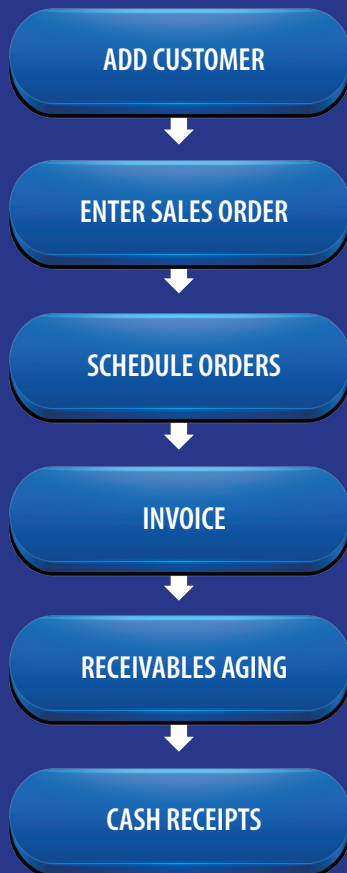 ADD CUSTOMER
ENTER SALES ORDER
SCHEDULE ORDERS
INVOICE
RECEIVABLES AGING
CASH RECEIPTS